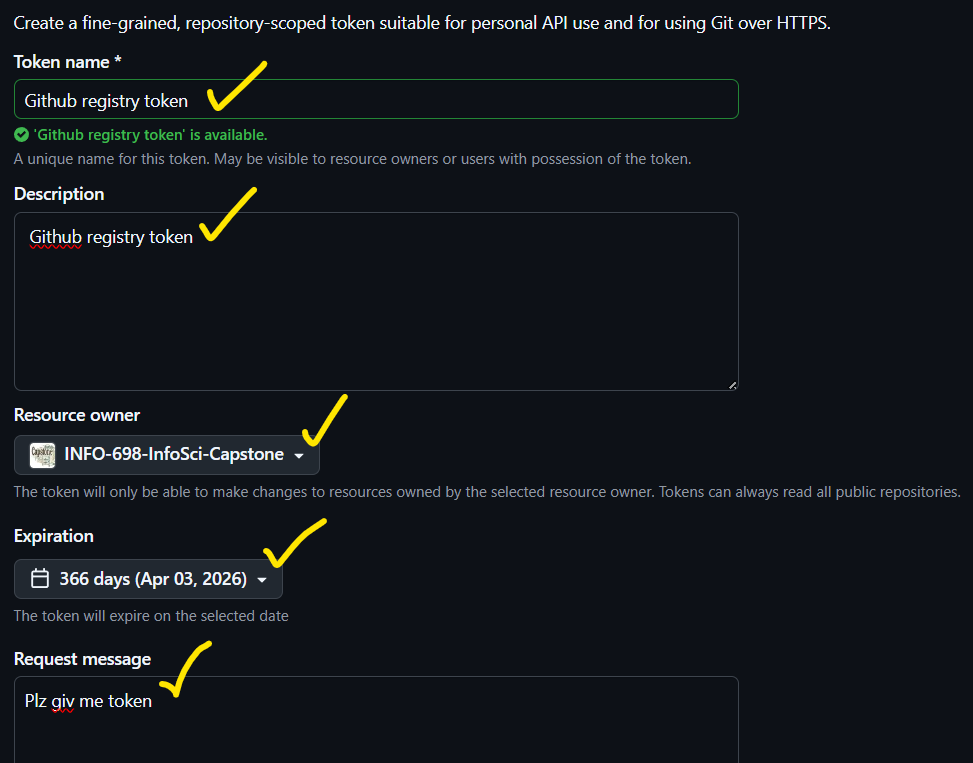 Create a fine-grained, repository-scoped token suitable for personal API use and for using Git over HTTPS.
Token name *
Github registry token
'Github registry token' is available.
A unique name for this token. May be visible to resource owners or users with possession of the token.
Description
Github registry token
Resource owner
Capstone
INFO-698-InfoSci-Capstone
The token will only be able to make changes to resources owned by the selected resource owner. Tokens can always read all public repositories.
Expiration
366 days (Apr 03, 2026)
The token will expire on the selected date
Request message
Plz giv me token